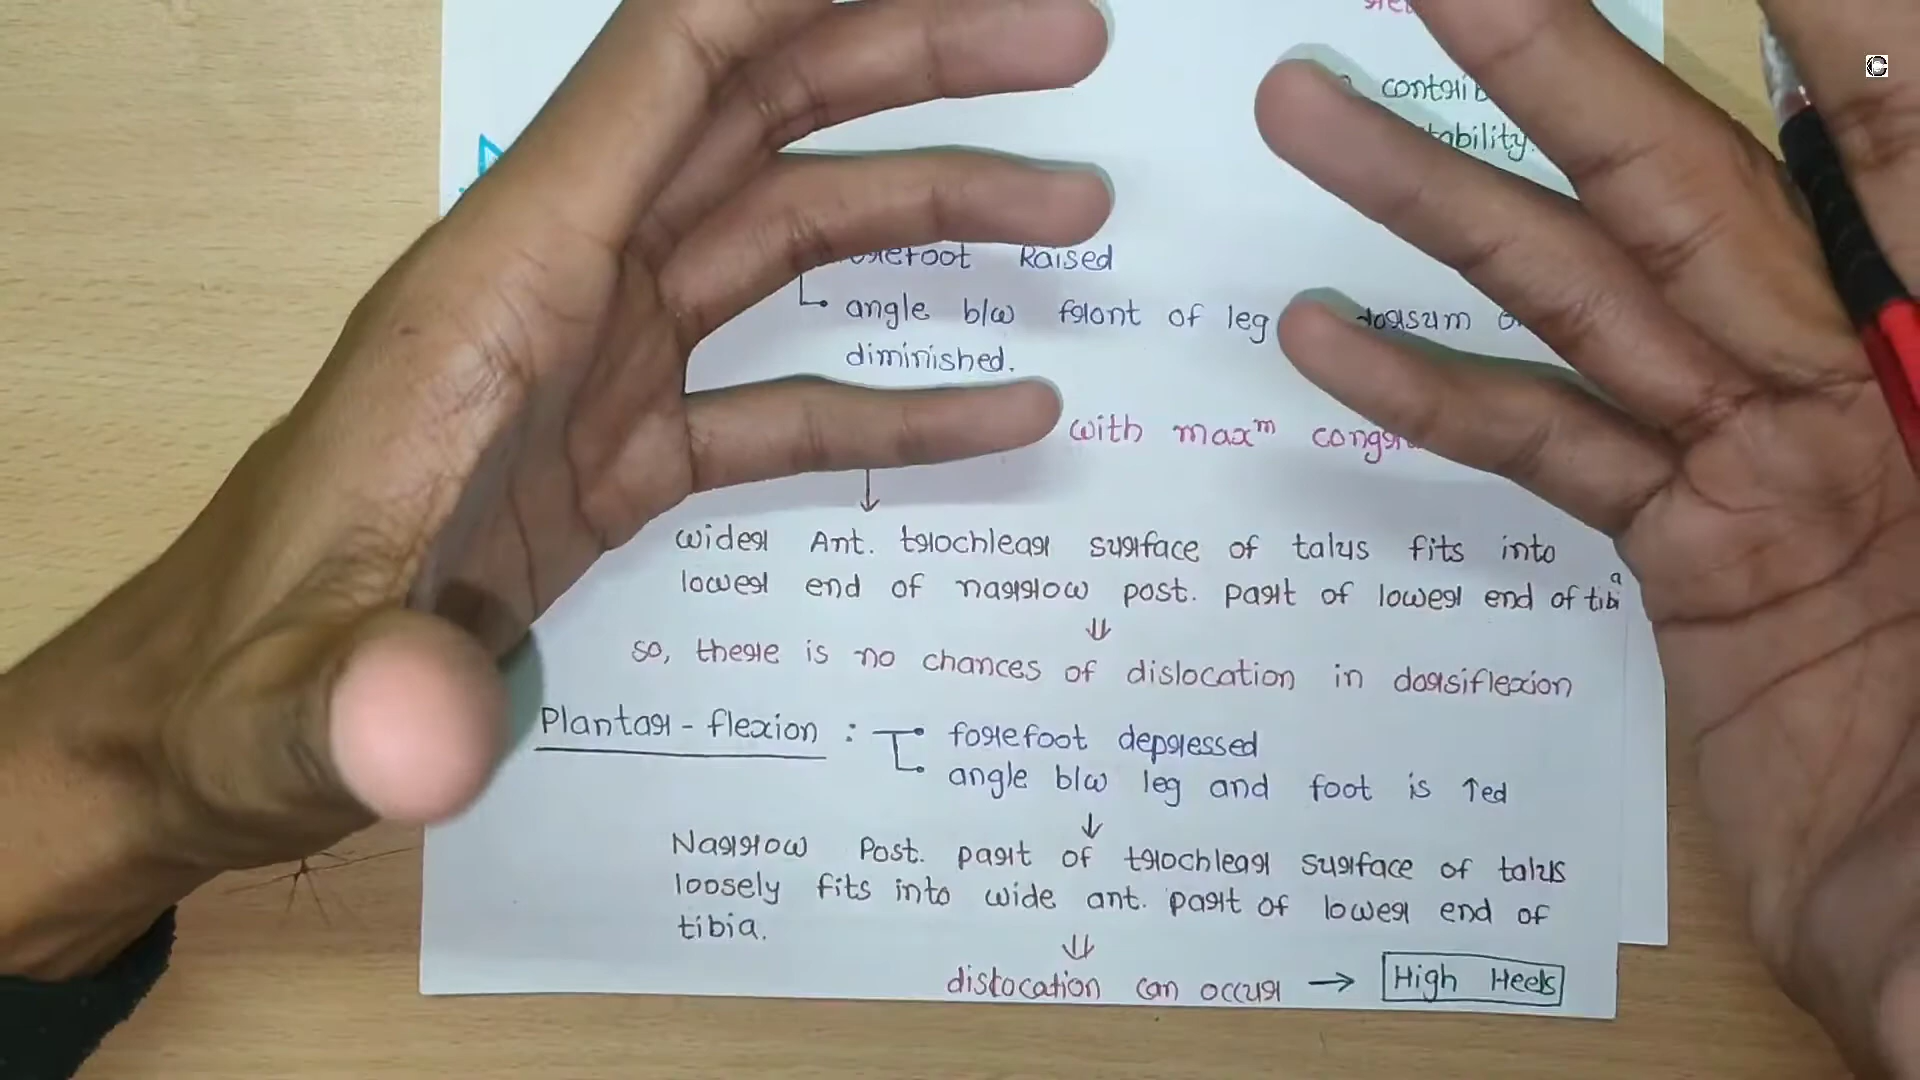 Raised
angle b/w front of leg dorsum
diminished.
with maxᵐ
wider Ant. trochlear surface of talus fits into
lower end of narrow post. part of lower end of tibia
so, there is no chances of dislocation in dorsiflexion
Plantar - flexion : forefoot depressed
angle b/w leg and foot is ↑ed
Narrow Post. part of trochlear surface of talus
loosely fits into wide ant. part of lower end of
tibia.
dislocation can occur → High Heels